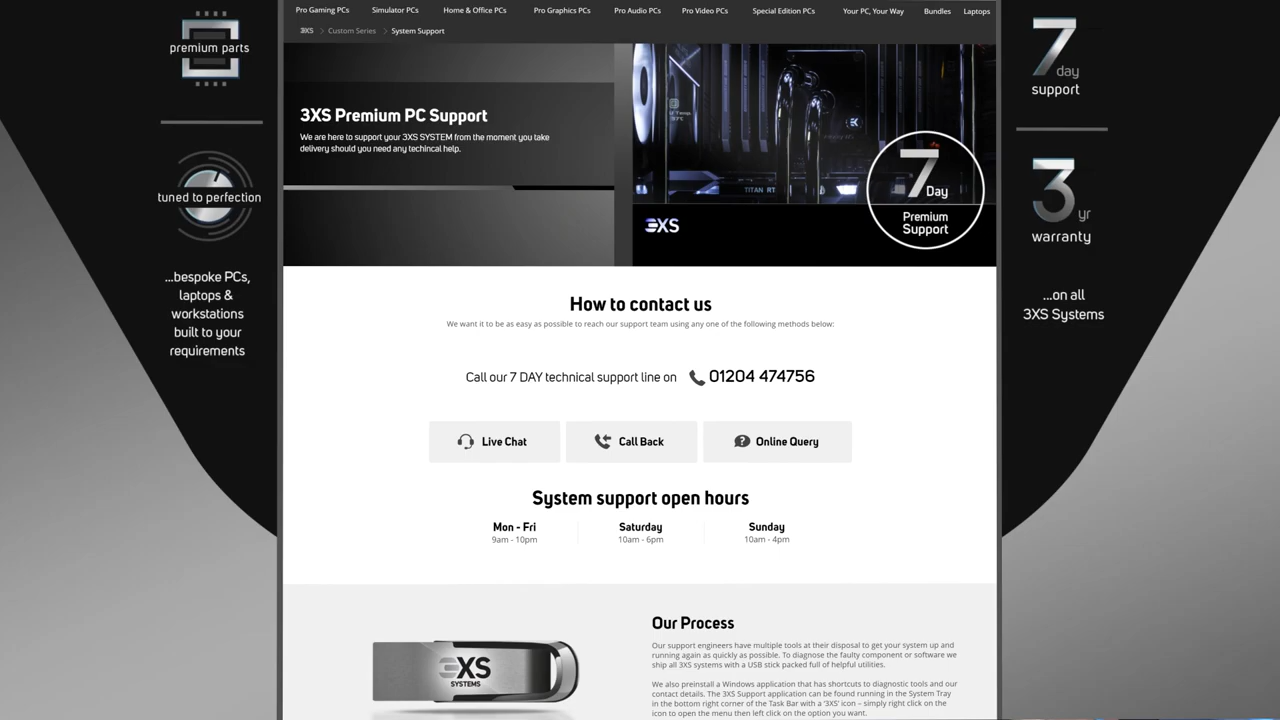 Pro Gaming PCs Simulator PCs Home & Office PCs Pro Graphics PCs Pro Audio PCs Pro Video PCs Special Edition PCs Your PC, Your Way Bundles Laptops
3XS Custom Series System Support
premium parts
tuned to perfection
...bespoke PCs,
laptops &
workstations
built to your
requirements
3XS Premium PC Support
We are here to support your 3XS SYSTEM from the moment you take
delivery should you need any techincal help.
TITAN RT
3XS
7
Day
Premium
Support
7
day
support
3
yr
warranty
...on all
3XS Systems
How to contact us
We want it to be as easy as possible to reach our support team using any one of the following methods below:
Call our 7 DAY technical support line on 01204 474756
Live Chat Call Back Online Query
System support open hours
Mon - Fri Saturday Sunday
9am - 10pm 10am - 6pm 10am - 4pm
3XS
SYSTEMS
Our Process
Our support engineers have multiple tools at their disposal to get your system up and
running again as quickly as possible. To diagnose the faulty component or software we
ship all 3XS systems with a USB stick packed full of helpful utilities.
We also preinstall a Windows application that has shortcuts to diagnostic tools and our
contact details. The 3XS Support application can be found running in the System Tray
in the bottom right corner of the Task Bar with a '3XS' icon – simply right click on the
icon to open the menu then left click on the option you want.